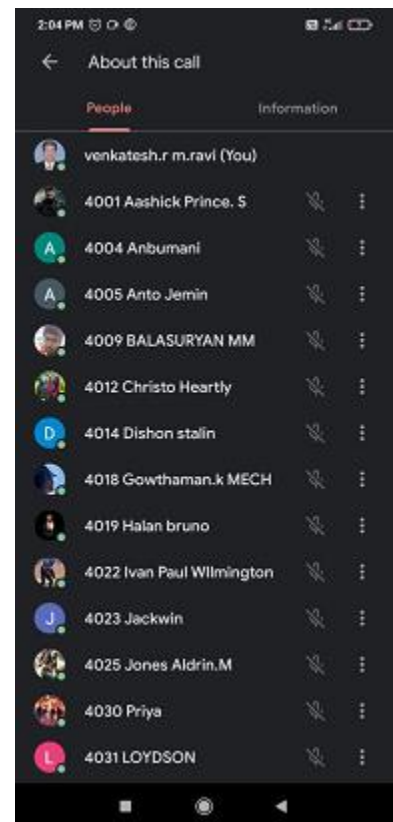 2:04 PM
About this call
People Information
venkatesh.r m.ravi (You)
4001 Aashick Prince. S
A 4004 Anbumani
A 4005 Anto Jemin
4009 BALASURYAN MM
4012 Christo Heartly
D 4014 Dishon stalin
4018 Gowthaman.k MECH
4019 Halan bruno
4022 Ivan Paul WIlmington
J 4023 Jackwin
4025 Jones Aldrin.M
4030 Priya
L 4031 LOYDSON